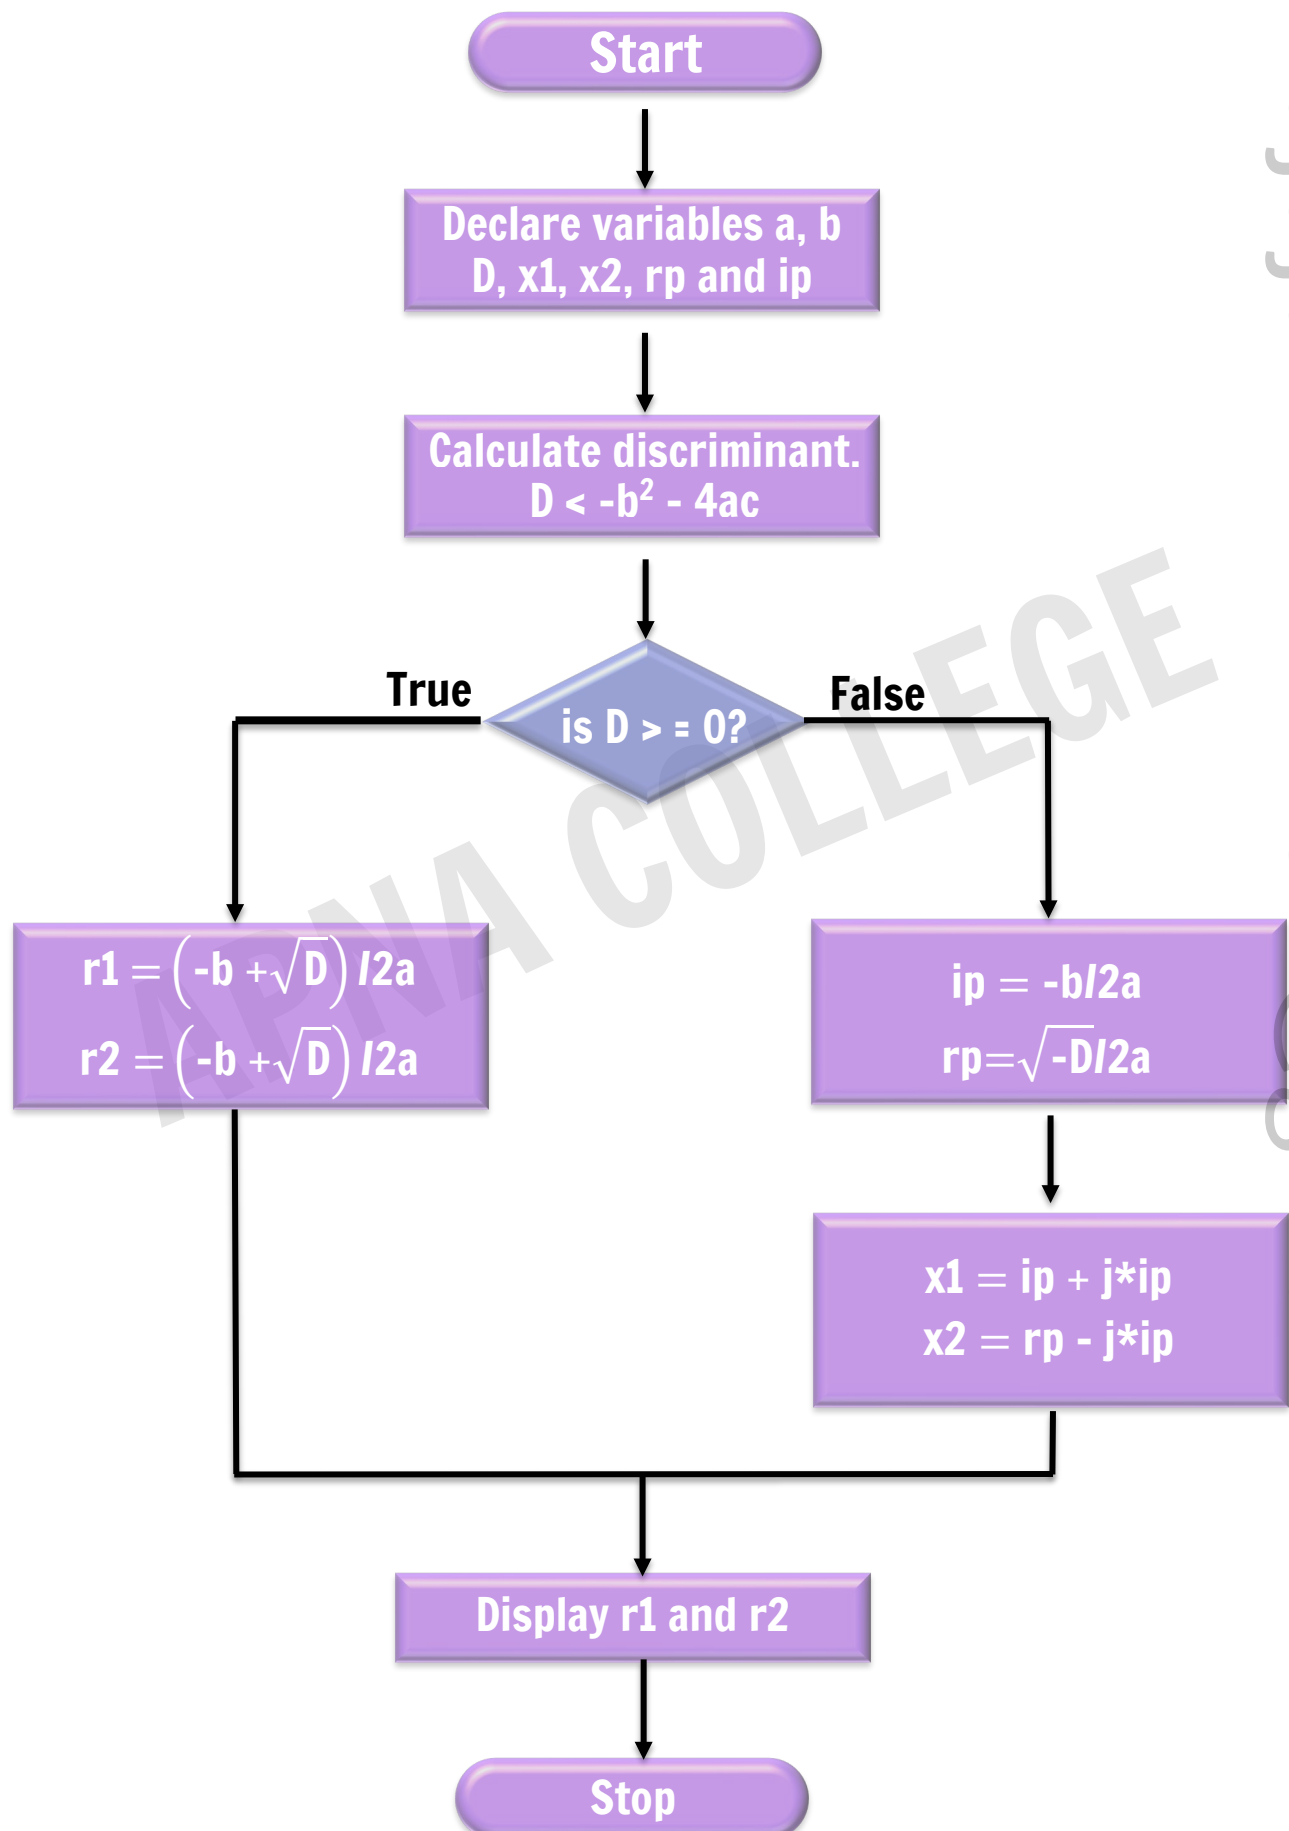 Start
Declare variables a, b
D, x1, x2, rp and ip
Calculate discriminant.
D < -b² - 4ac
True
is D > = 0?
False
r1 = (-b +√D) /2a
r2 = (-b +√D) /2a
ip = -b/2a
rp=√-D/2a
x1 = ip + j*ip
x2 = rp - j*ip
Display r1 and r2
Stop
APNA COLLEGE